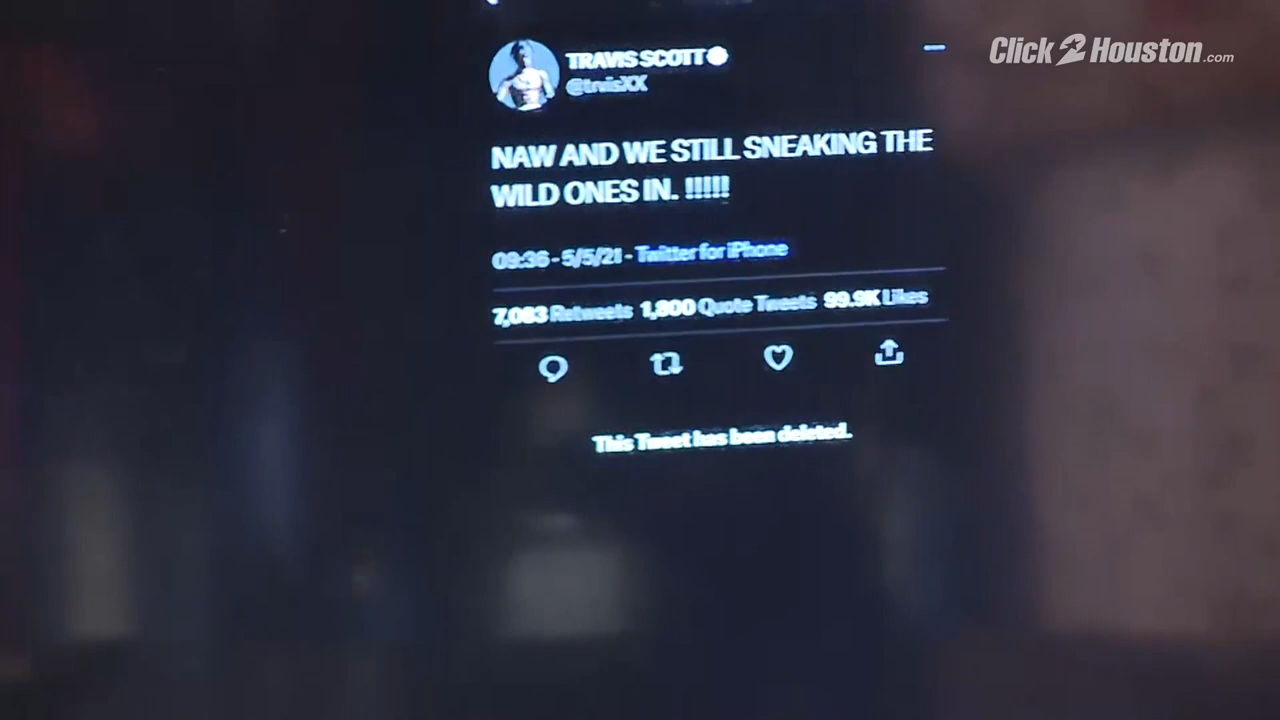 TRAVIS SCOTT
@trvisXX
Click2Houston.com
NAW AND WE STILL SNEAKING THE
WILD ONES IN. !!!!!
09:36 - 5/5/21 - Twitter for iPhone
7,083 Retweets 1,800 Quote Tweets 99.9K Likes
This Tweet has been deleted.